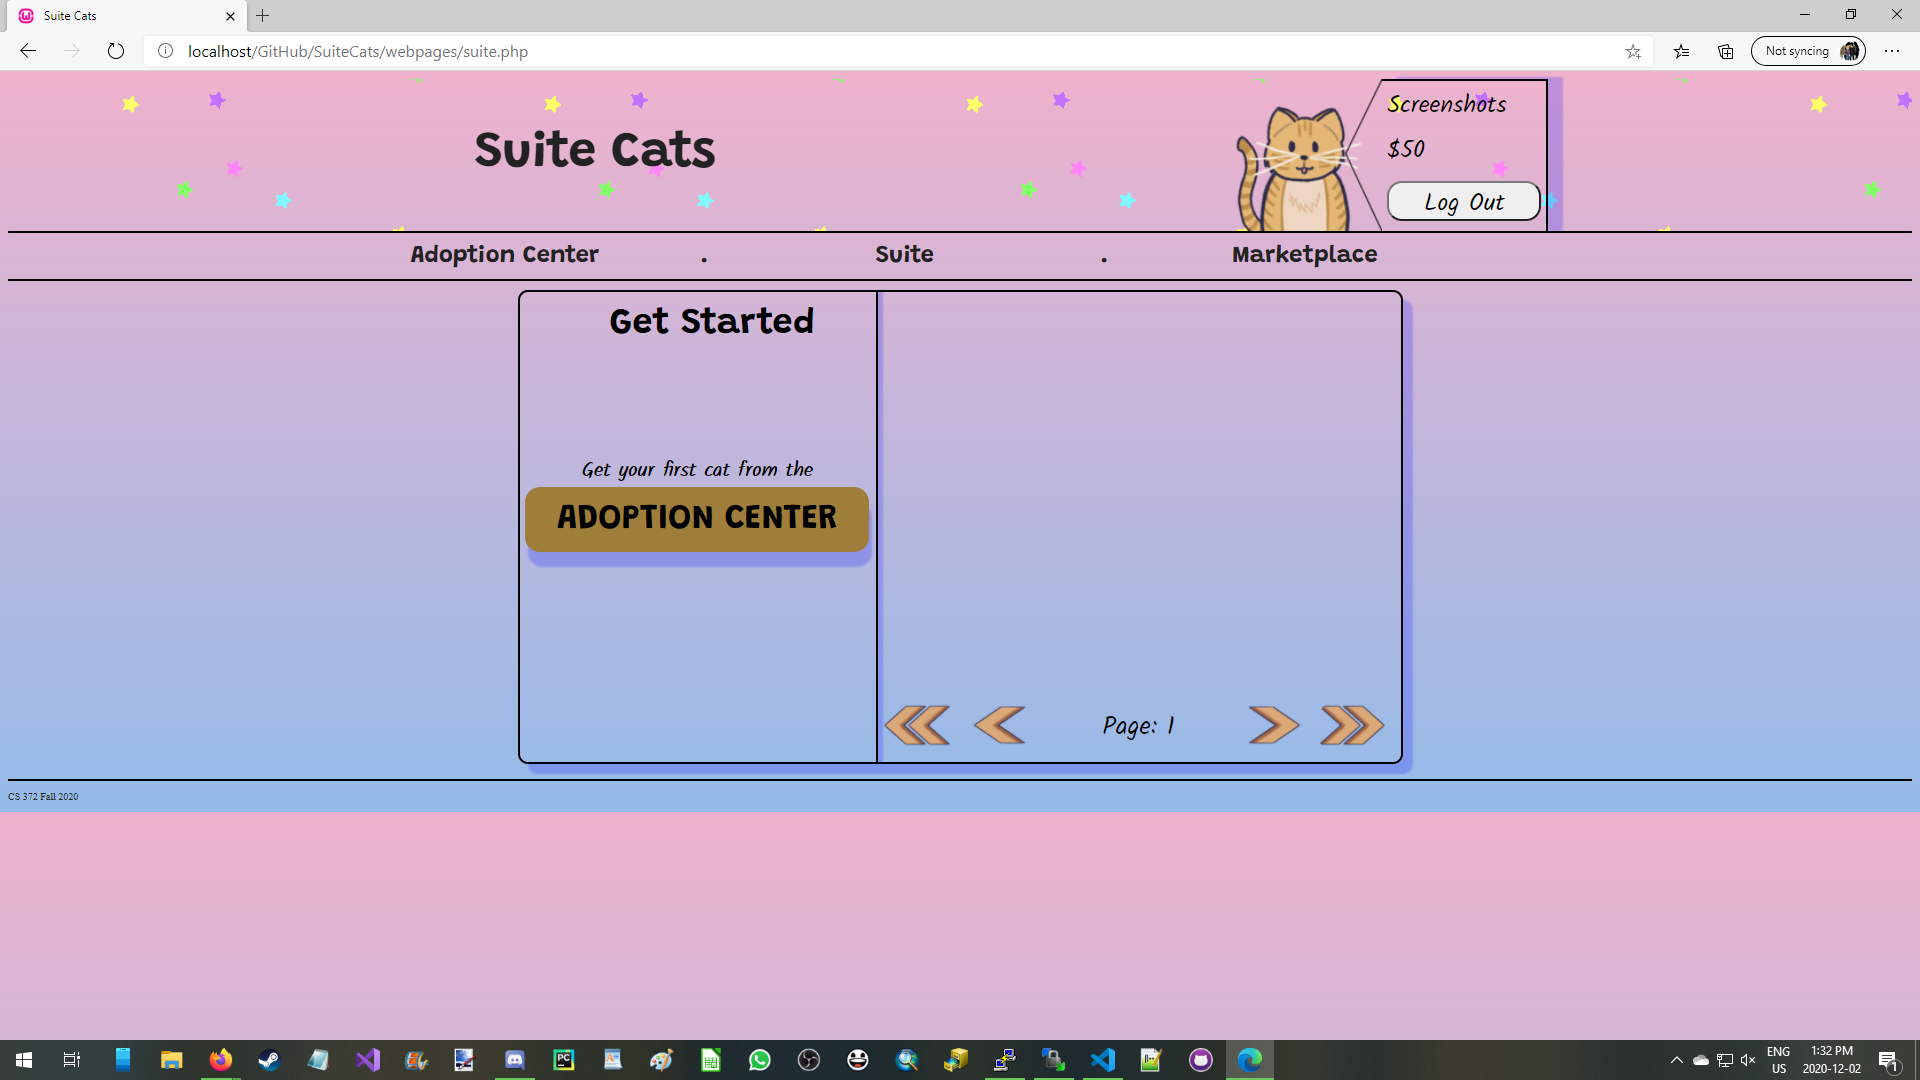 Suite Cats
localhost/GitHub/SuiteCats/webpages/suite.php
Not syncing
Suite Cats
Screenshots
$50
Log Out
Adoption Center . Suite . Marketplace
Get Started
Get your first cat from the
ADOPTION CENTER
Page: 1
CS 372 Fall 2020
ENG
US
1:32 PM
2020-12-02
1
PC